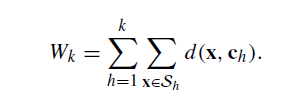 W_k = \sum_{h=1}^{k} \sum_{\mathbf{x} \in \mathcal{S}_h} d(\mathbf{x}, \mathbf{c}_h).